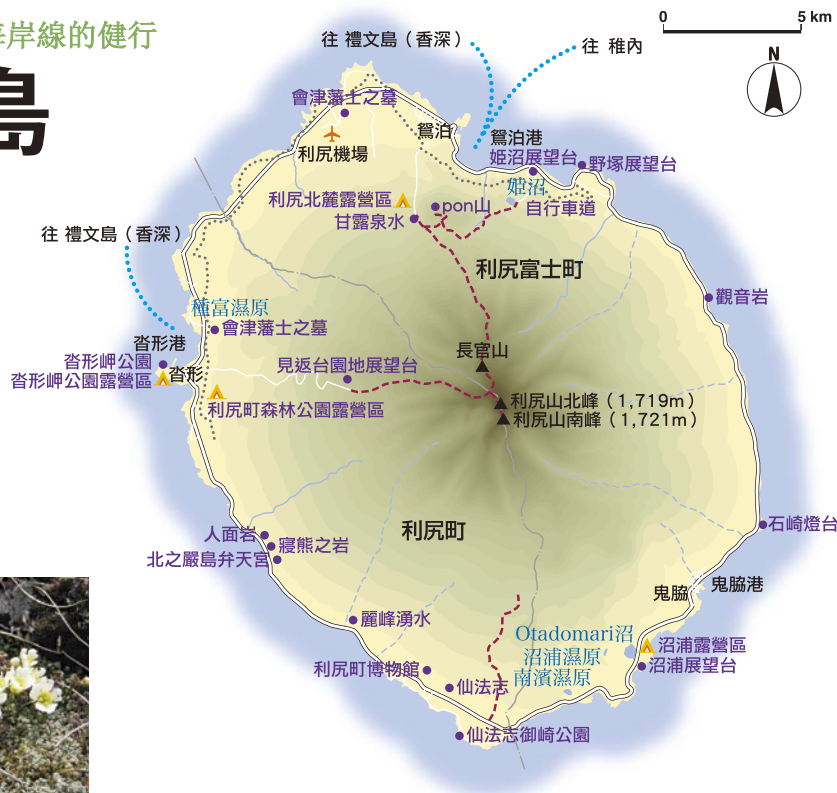 岸線的健行
島
0 5 km
N
往 禮文島（香深）
往 稚內
會津藩士之墓
利尻機場
鴛泊
鴛泊港
姬沼展望台
野塚展望台
姬沼
自行車道
利尻北麓露營區
pon山
甘露泉水
往 禮文島（香深）
利尻富士町
觀音岩
種富濕原
會津藩士之墓
沓形港
沓形岬公園
沓形岬公園露營區
沓形
見返台園地展望台
長官山
利尻町森林公園露營區
利尻山北峰（1,719m）
利尻山南峰（1,721m）
利尻町
石崎燈台
人面岩
寢熊之岩
北之嚴島弁天宮
鬼脇
鬼脇港
麗峰湧水
Otadomari沼
沼浦濕原
南濱濕原
沼浦露營區
沼浦展望台
利尻町博物館
仙法志
仙法志御崎公園